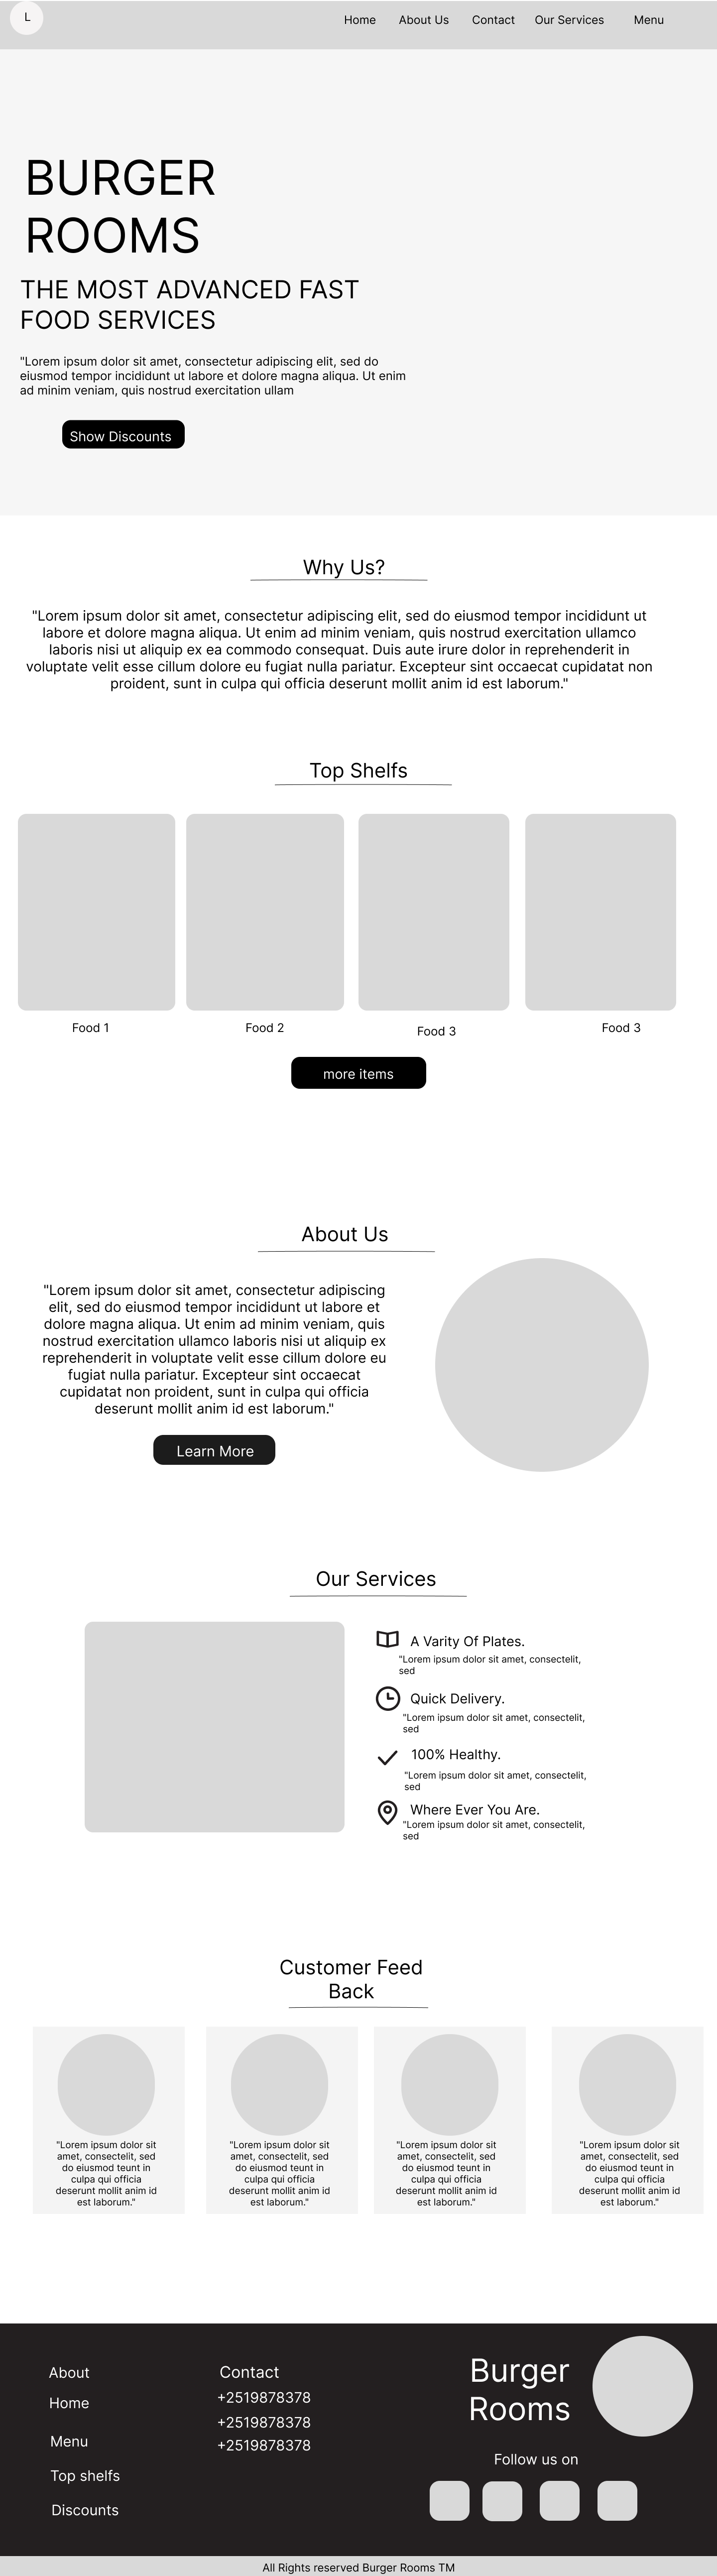 L
Home
About Us
Contact
Our Services
Menu
BURGER
ROOMS
THE MOST ADVANCED FAST
FOOD SERVICES
"Lorem ipsum dolor sit amet, consectetur adipiscing elit, sed do
eiusmod tempor incididunt ut labore et dolore magna aliqua. Ut enim
ad minim veniam, quis nostrud exercitation ullam
Show Discounts
Why Us?
"Lorem ipsum dolor sit amet, consectetur adipiscing elit, sed do eiusmod tempor incididunt ut
labore et dolore magna aliqua. Ut enim ad minim veniam, quis nostrud exercitation ullamco
laboris nisi ut aliquip ex ea commodo consequat. Duis aute irure dolor in reprehenderit in
voluptate velit esse cillum dolore eu fugiat nulla pariatur. Excepteur sint occaecat cupidatat non
proident, sunt in culpa qui officia deserunt mollit anim id est laborum."
Top Shelfs
Food 1
Food 2
Food 3
Food 3
more items
About Us
"Lorem ipsum dolor sit amet, consectetur adipiscing
elit, sed do eiusmod tempor incididunt ut labore et
dolore magna aliqua. Ut enim ad minim veniam, quis
nostrud exercitation ullamco laboris nisi ut aliquip ex
reprehenderit in voluptate velit esse cillum dolore eu
fugiat nulla pariatur. Excepteur sint occaecat
cupidatat non proident, sunt in culpa qui officia
deserunt mollit anim id est laborum."
Learn More
Our Services
A Varity Of Plates.
"Lorem ipsum dolor sit amet, consectelit,
sed
Quick Delivery.
"Lorem ipsum dolor sit amet, consectelit,
sed
100% Healthy.
"Lorem ipsum dolor sit amet, consectelit,
sed
Where Ever You Are.
"Lorem ipsum dolor sit amet, consectelit,
sed
Customer Feed
Back
"Lorem ipsum dolor sit
amet, consectelit, sed
do eiusmod teunt in
culpa qui officia
deserunt mollit anim id
est laborum."
"Lorem ipsum dolor sit
amet, consectelit, sed
do eiusmod teunt in
culpa qui officia
deserunt mollit anim id
est laborum."
"Lorem ipsum dolor sit
amet, consectelit, sed
do eiusmod teunt in
culpa qui officia
deserunt mollit anim id
est laborum."
"Lorem ipsum dolor sit
amet, consectelit, sed
do eiusmod teunt in
culpa qui officia
deserunt mollit anim id
est laborum."
About
Home
Menu
Top shelfs
Discounts
Contact
+2519878378
+2519878378
+2519878378
Burger
Rooms
Follow us on
All Rights reserved Burger Rooms TM